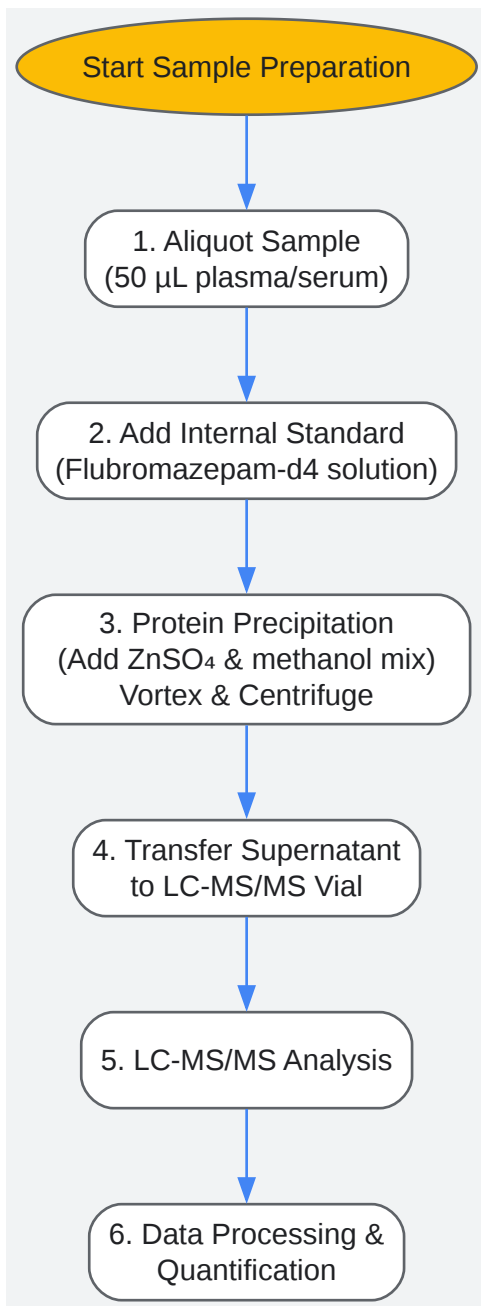 Start Sample Preparation
1. Aliquot Sample
(50 µL plasma/serum)
2. Add Internal Standard
(Flubromazepam-d4 solution)
3. Protein Precipitation
(Add ZnSO₄ & methanol mix)
Vortex & Centrifuge
4. Transfer Supernatant
to LC-MS/MS Vial
5. LC-MS/MS Analysis
6. Data Processing &
Quantification